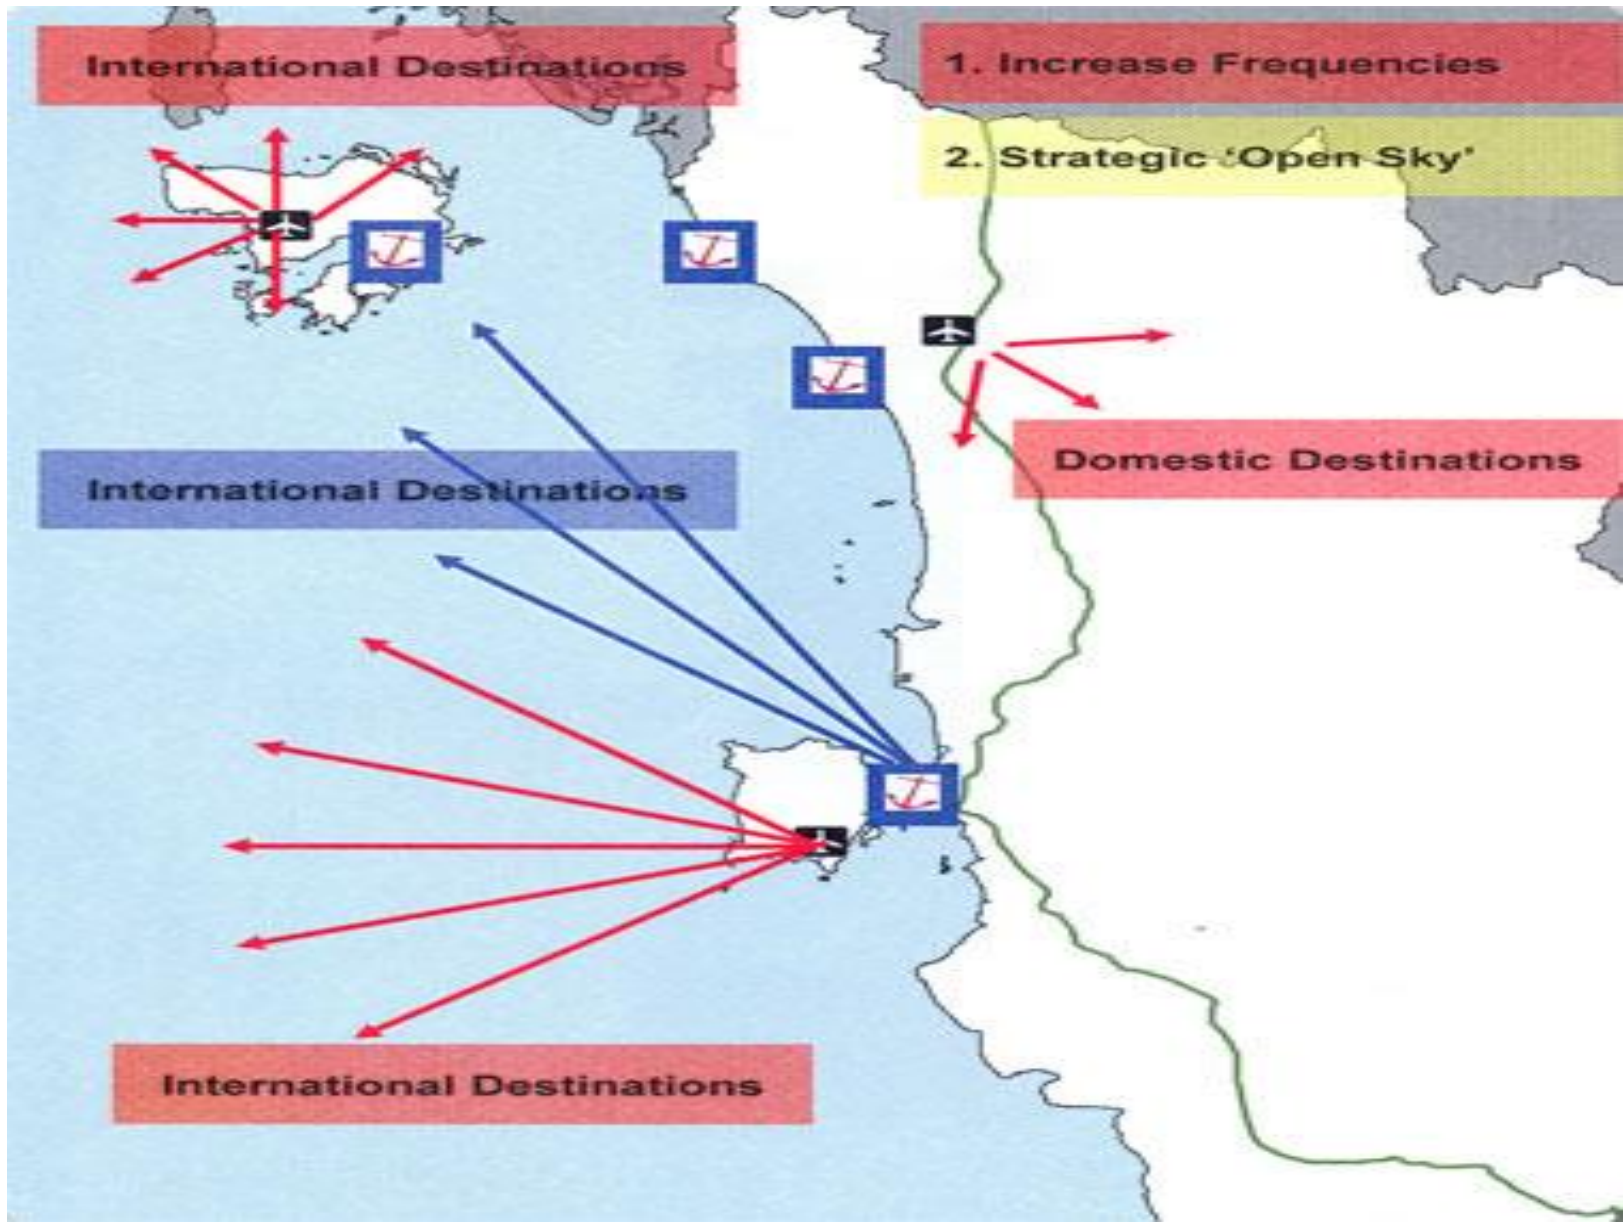 International Destinations
1. Increase Frequencies
2. Strategic 'Open Sky'
Domestic Destinations
International Destinations
International Destinations